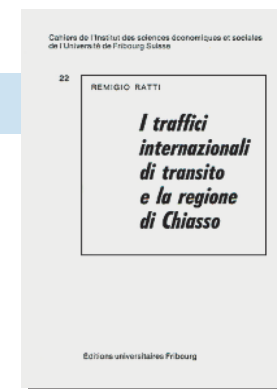 Cahiers de l'Institut des sciences économiques et sociales
de l'Université de Fribourg Suisse
22
REMIGIO RATTI
I traffici
internazionali
di transito
e la regione
di Chiasso
Éditions universitaires Fribourg